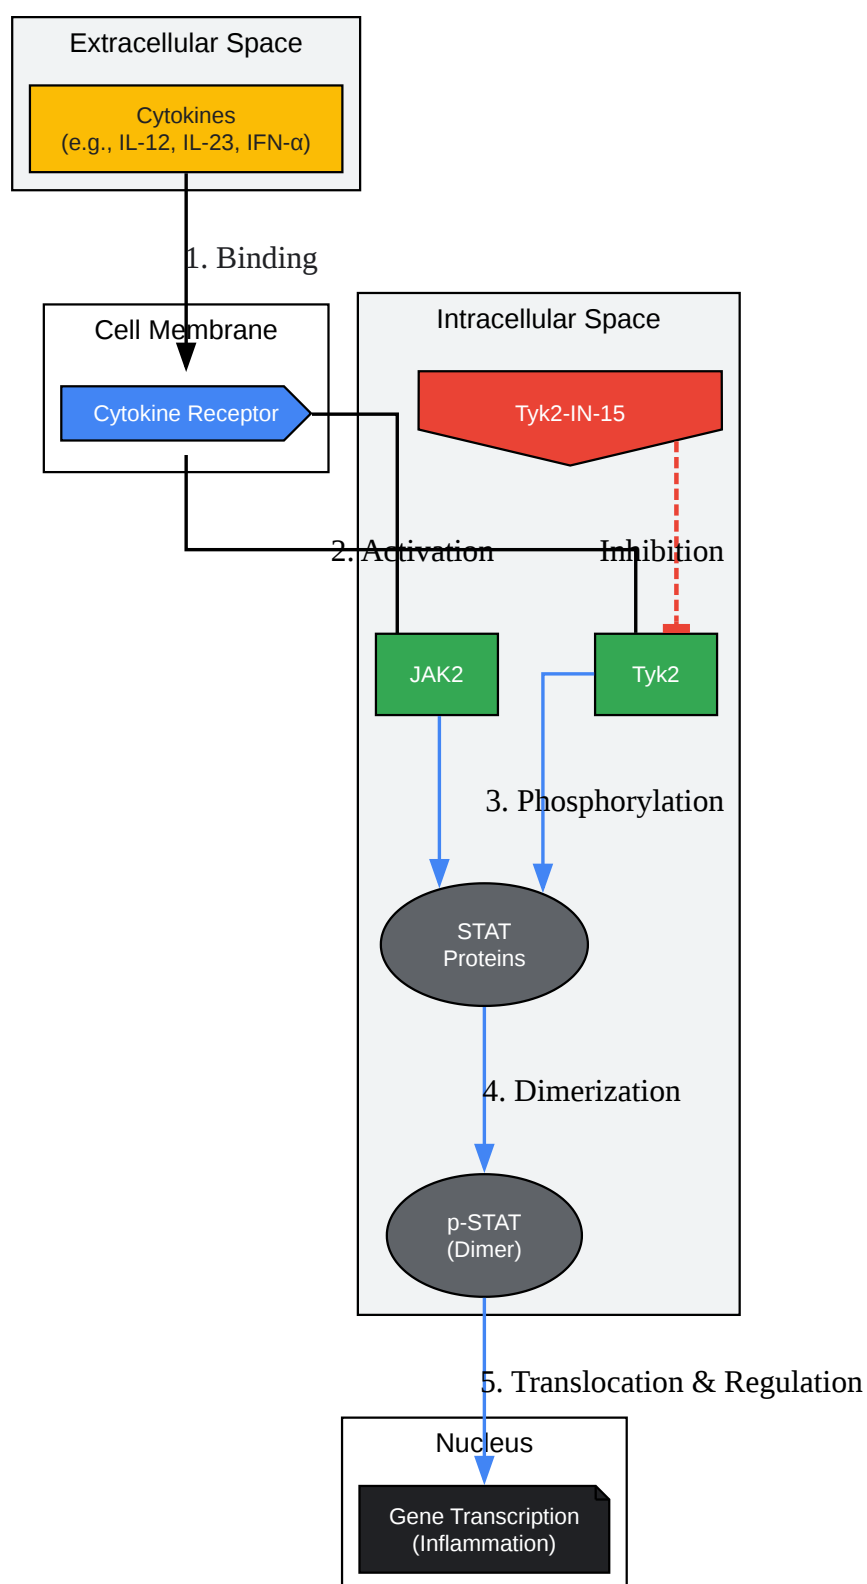 Extracellular Space
Cytokines
(e.g., IL-12, IL-23, IFN-α)
1. Binding
Cell Membrane
Cytokine Receptor
Intracellular Space
Tyk2-IN-15
2. Activation
Inhibition
JAK2
Tyk2
3. Phosphorylation
STAT
Proteins
4. Dimerization
p-STAT
(Dimer)
5. Translocation & Regulation
Nucleus
Gene Transcription
(Inflammation)